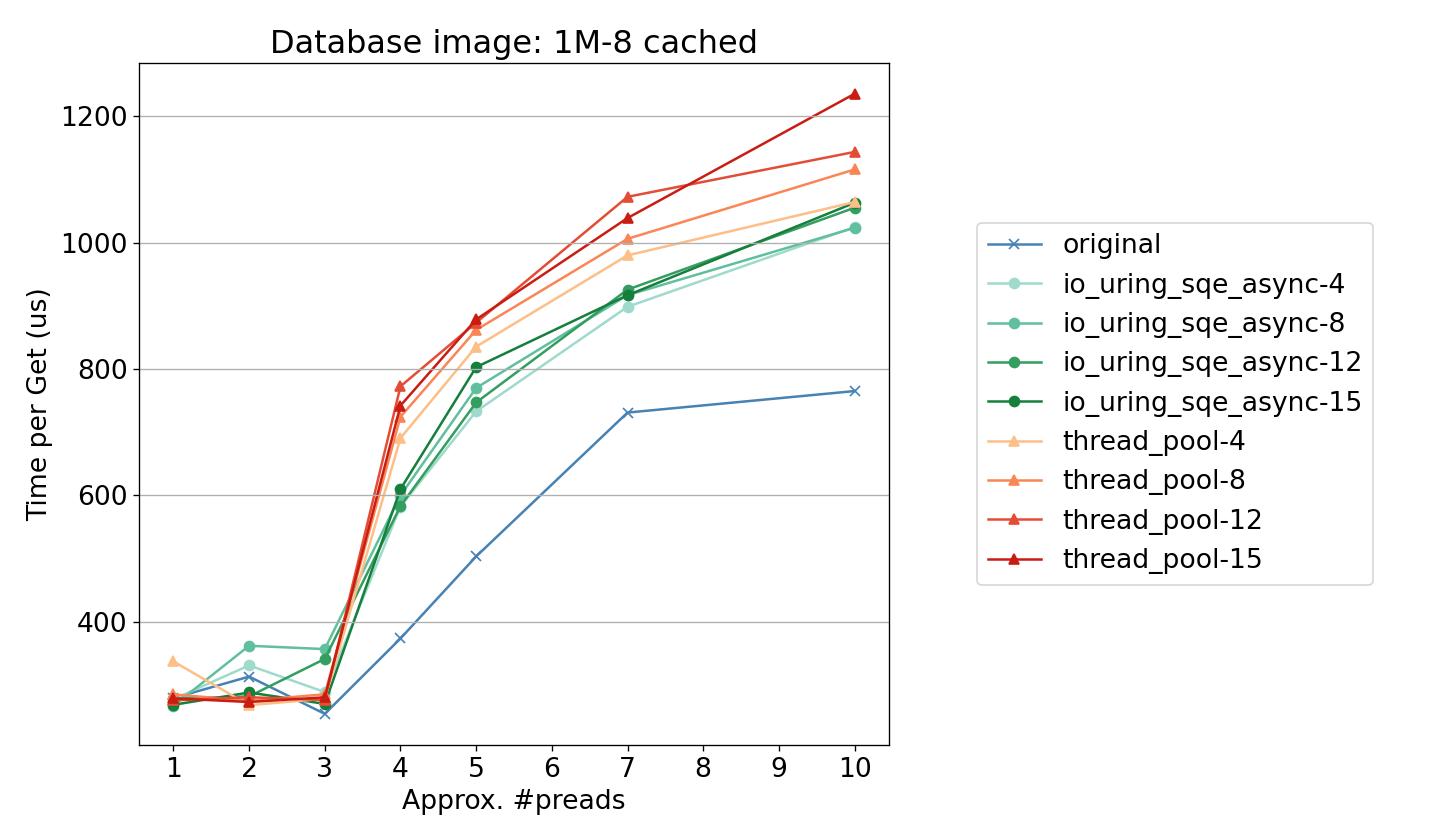 Database image: 1M-8 cached
Time per Get (us)
1200
1000
800
600
400
1 2 3 4 5 6 7 8 9 10
Approx. #preads
original
io_uring_sqe_async-4
io_uring_sqe_async-8
io_uring_sqe_async-12
io_uring_sqe_async-15
thread_pool-4
thread_pool-8
thread_pool-12
thread_pool-15